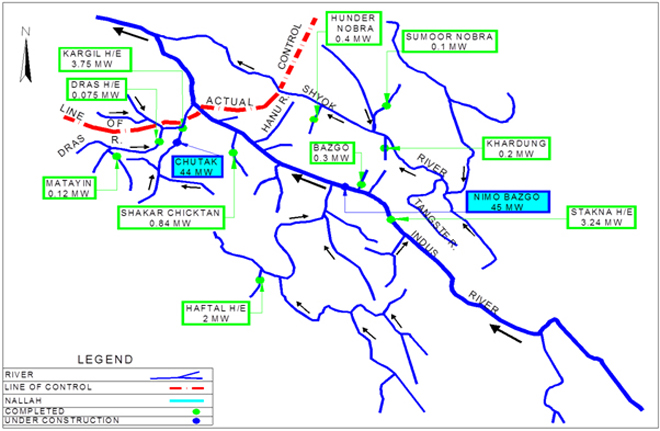 N
HUNDER
NOBRA
0.4 MW
SUMOOR NOBRA
0.1 MW
KARGIL H/E
3.75 MW
DRAS H/E
0.075 MW
LINE OF ACTUAL CONTROL
HANU R.
SHYOK RIVER
DRAS R.
CHUTAK
44 MW
BAZGO
0.3 MW
KHARDUNG
0.2 MW
MATAYIN
0.12 MW
SHAKAR CHICKTAN
0.84 MW
NIMO BAZGO
45 MW
TANGSTE R.
STAKNA H/E
3.24 MW
INDUS RIVER
HAFTAL H/E
2 MW
LEGEND
RIVER
LINE OF CONTROL
NALLAH
COMPLETED
UNDER CONSTRUCTION